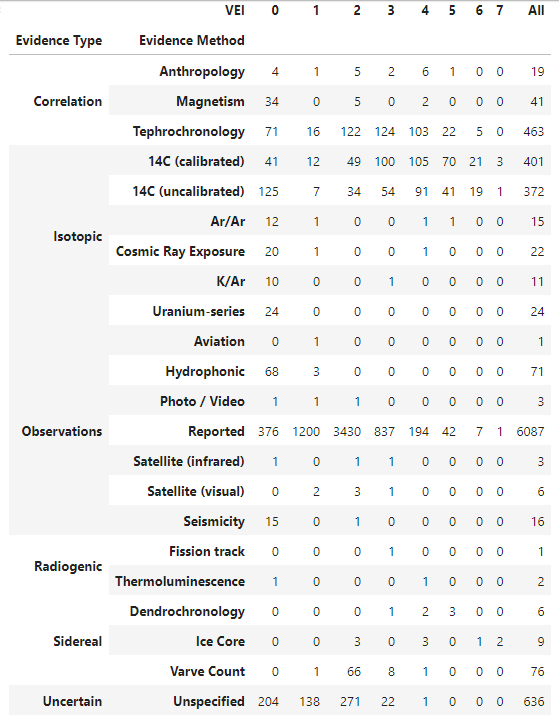 VEI 0 1 2 3 4 5 6 7 All
Evidence Type Evidence Method
Correlation Anthropology 4 1 5 2 6 1 0 0 19
Magnetism 34 0 5 0 2 0 0 0 41
Tephrochronology 71 16 122 124 103 22 5 0 463
Isotopic 14C (calibrated) 41 12 49 100 105 70 21 3 401
14C (uncalibrated) 125 7 34 54 91 41 19 1 372
Ar/Ar 12 1 0 0 1 1 0 0 15
Cosmic Ray Exposure 20 1 0 0 1 0 0 0 22
K/Ar 10 0 0 1 0 0 0 0 11
Uranium-series 24 0 0 0 0 0 0 0 24
Observations Aviation 0 1 0 0 0 0 0 0 1
Hydrophonic 68 3 0 0 0 0 0 0 71
Photo / Video 1 1 1 0 0 0 0 0 3
Reported 376 1200 3430 837 194 42 7 1 6087
Satellite (infrared) 1 0 1 1 0 0 0 0 3
Satellite (visual) 0 2 3 1 0 0 0 0 6
Seismicity 15 0 1 0 0 0 0 0 16
Radiogenic Fission track 0 0 0 1 0 0 0 0 1
Thermoluminescence 1 0 0 0 1 0 0 0 2
Sidereal Dendrochronology 0 0 0 1 2 3 0 0 6
Ice Core 0 0 3 0 3 0 1 2 9
Varve Count 0 1 66 8 1 0 0 0 76
Uncertain Unspecified 204 138 271 22 1 0 0 0 636